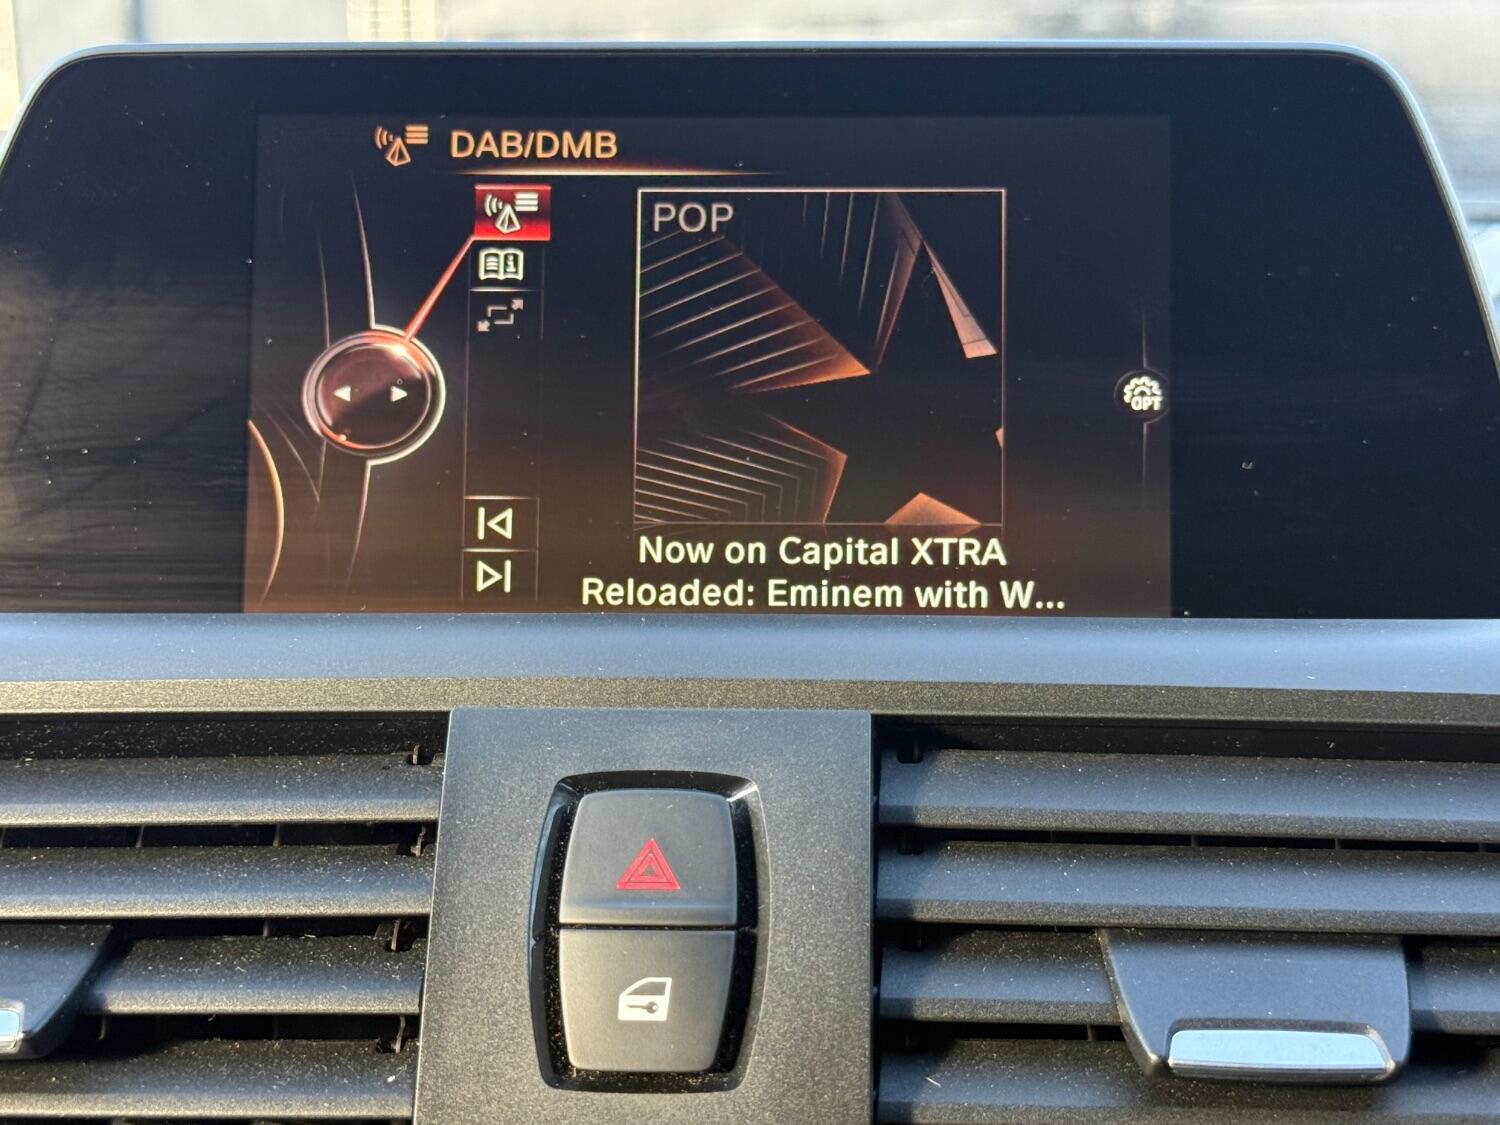 DAB/DMB
POP
OPT
Now on Capital XTRA
Reloaded: Eminem with W...